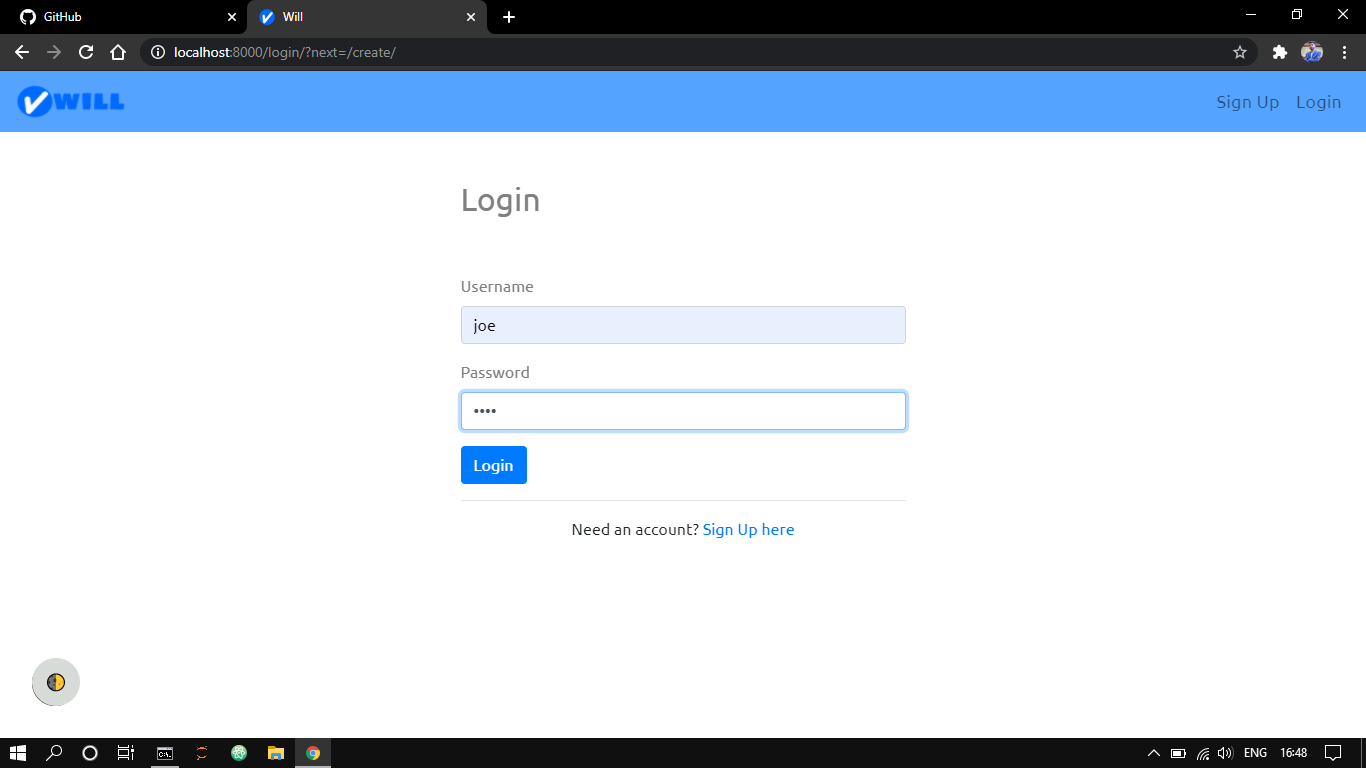 GitHub
Will
localhost:8000/login/?next=/create/
WILL
Sign Up Login
Login
Username
joe
Password
••••
Login
Need an account? Sign Up here
ENG 16:48